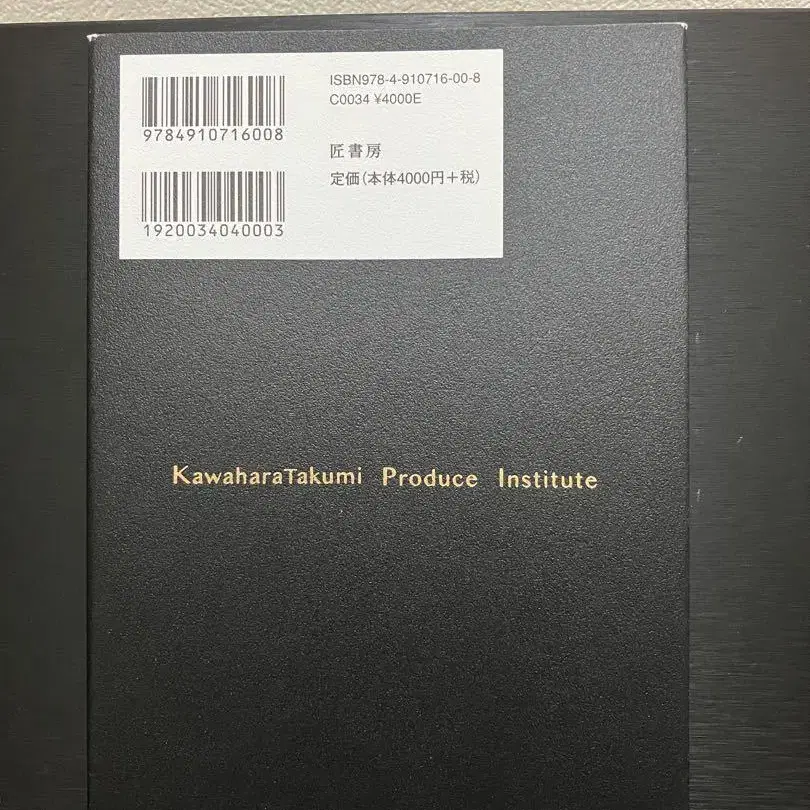 ISBN978-4-910716-00-8
C0034 ¥4000E
9784910716008
匠書房
定価(本体4000円+税)
1920034040003
KawaharaTakumi Produce Institute